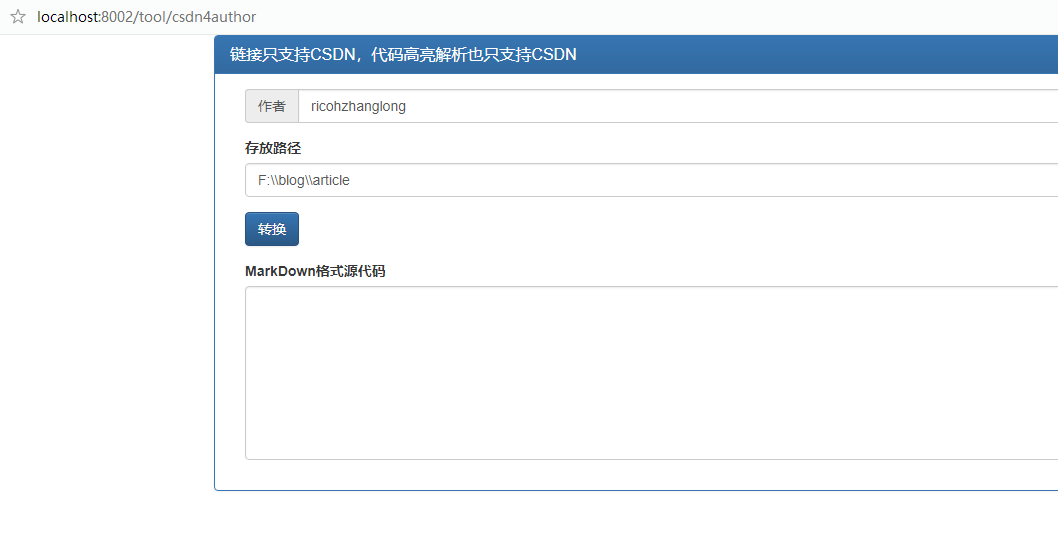 localhost:8002/tool/csdn4author
链接只支持CSDN，代码高亮解析也只支持CSDN
作者 ricohzhanglong
存放路径
F:\\blog\\article
转换
MarkDown格式源代码